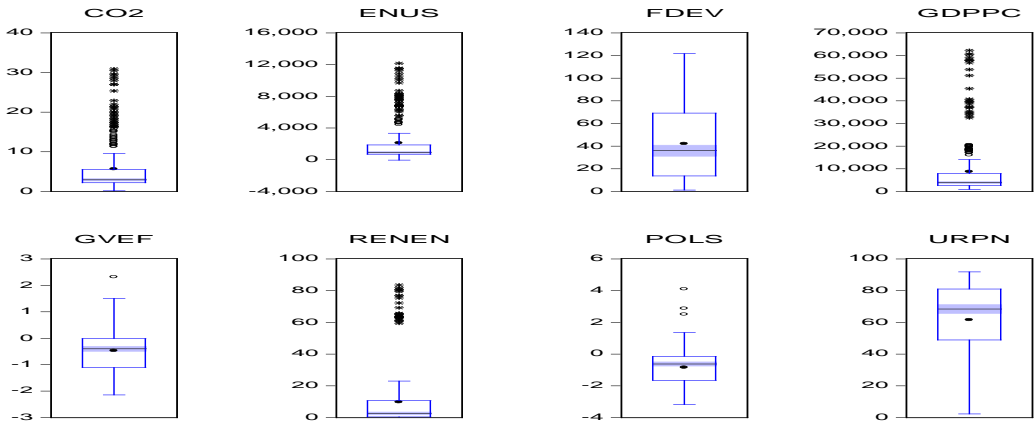 CO2 ENUS FDEV GDPPC
40 16,000 140 70,000
120 60,000
30 12,000 100 50,000
20 8,000 80 40,000
60 30,000
10 4,000 40 20,000
0 20 10,000
0 -4,000 0 0
GVEF RENEN POLS URPN
3 100 6 100
2 80 4 80
1 60 2 60
0
-1 40 0 40
-2 20 -2 20
-3 0 -4 0